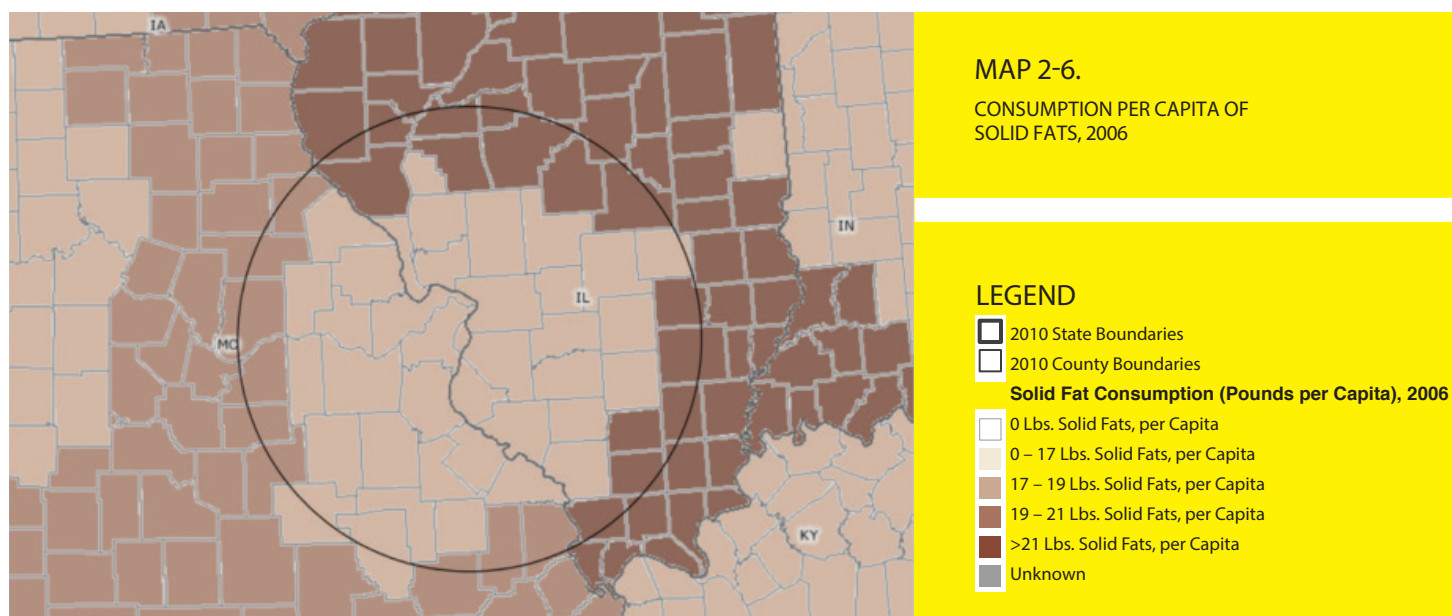 IA
IN
IL
MO
KY
MAP 2-6.
CONSUMPTION PER CAPITA OF
SOLID FATS, 2006
LEGEND
2010 State Boundaries
2010 County Boundaries
Solid Fat Consumption (Pounds per Capita), 2006
0 Lbs. Solid Fats, per Capita
0 – 17 Lbs. Solid Fats, per Capita
17 – 19 Lbs. Solid Fats, per Capita
19 – 21 Lbs. Solid Fats, per Capita
>21 Lbs. Solid Fats, per Capita
Unknown